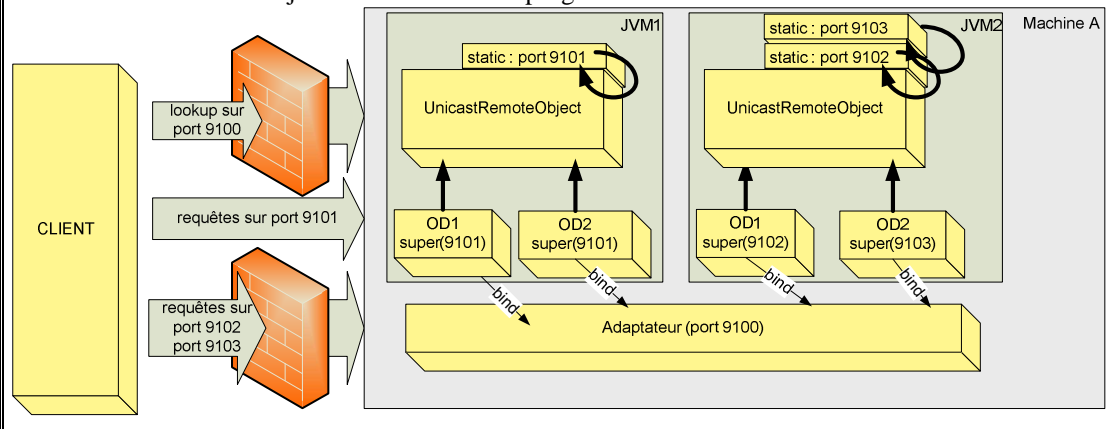 JVM1
JVM2
Machine A
static : port 9103
static : port 9101
static : port 9102
UnicastRemoteObject
UnicastRemoteObject
lookup sur
port 9100
CLIENT
requêtes sur port 9101
OD1
super(9101)
OD2
super(9101)
OD1
super(9102)
OD2
super(9103)
bind
bind
bind
bind
requêtes sur
port 9102
port 9103
Adaptateur (port 9100)